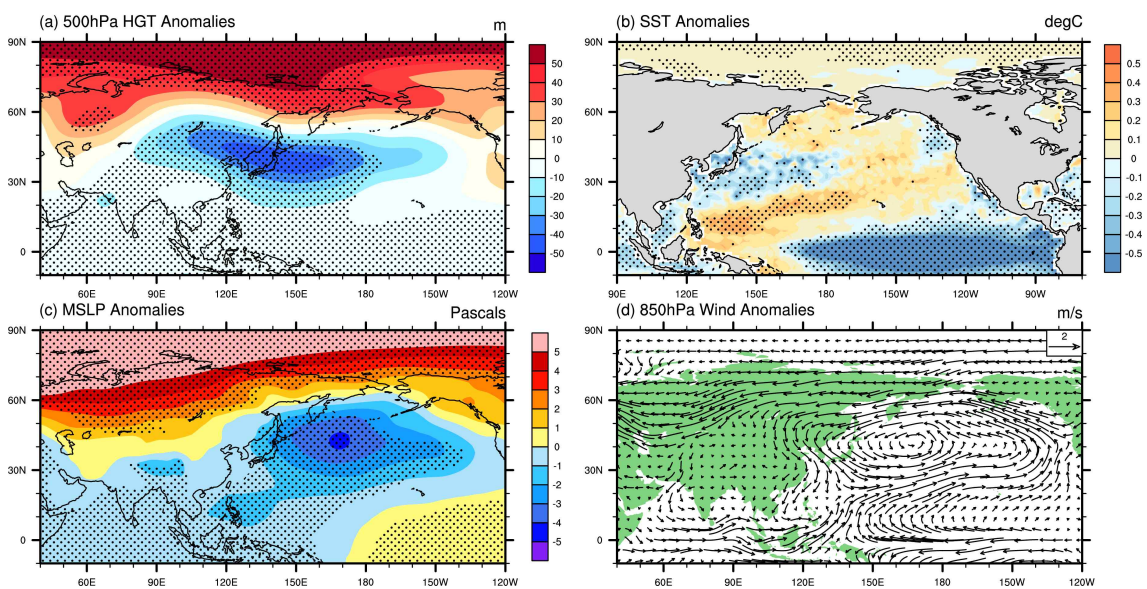 (a) 500hPa HGT Anomalies m
90N
60N
30N
0
60E 90E 120E 150E 180 150W 120W
50
40
30
20
10
0
-10
-20
-30
-40
-50
(b) SST Anomalies degC
90N
60N
30N
0
90E 120E 150E 180 150W 120W 90W
0.5
0.4
0.3
0.2
0.1
0
-0.1
-0.2
-0.3
-0.4
-0.5
(c) MSLP Anomalies Pascals
90N
60N
30N
0
60E 90E 120E 150E 180 150W 120W
5
4
3
2
1
0
-1
-2
-3
-4
-5
(d) 850hPa Wind Anomalies m/s
2
90N
60N
30N
0
60E 90E 120E 150E 180 150W 120W